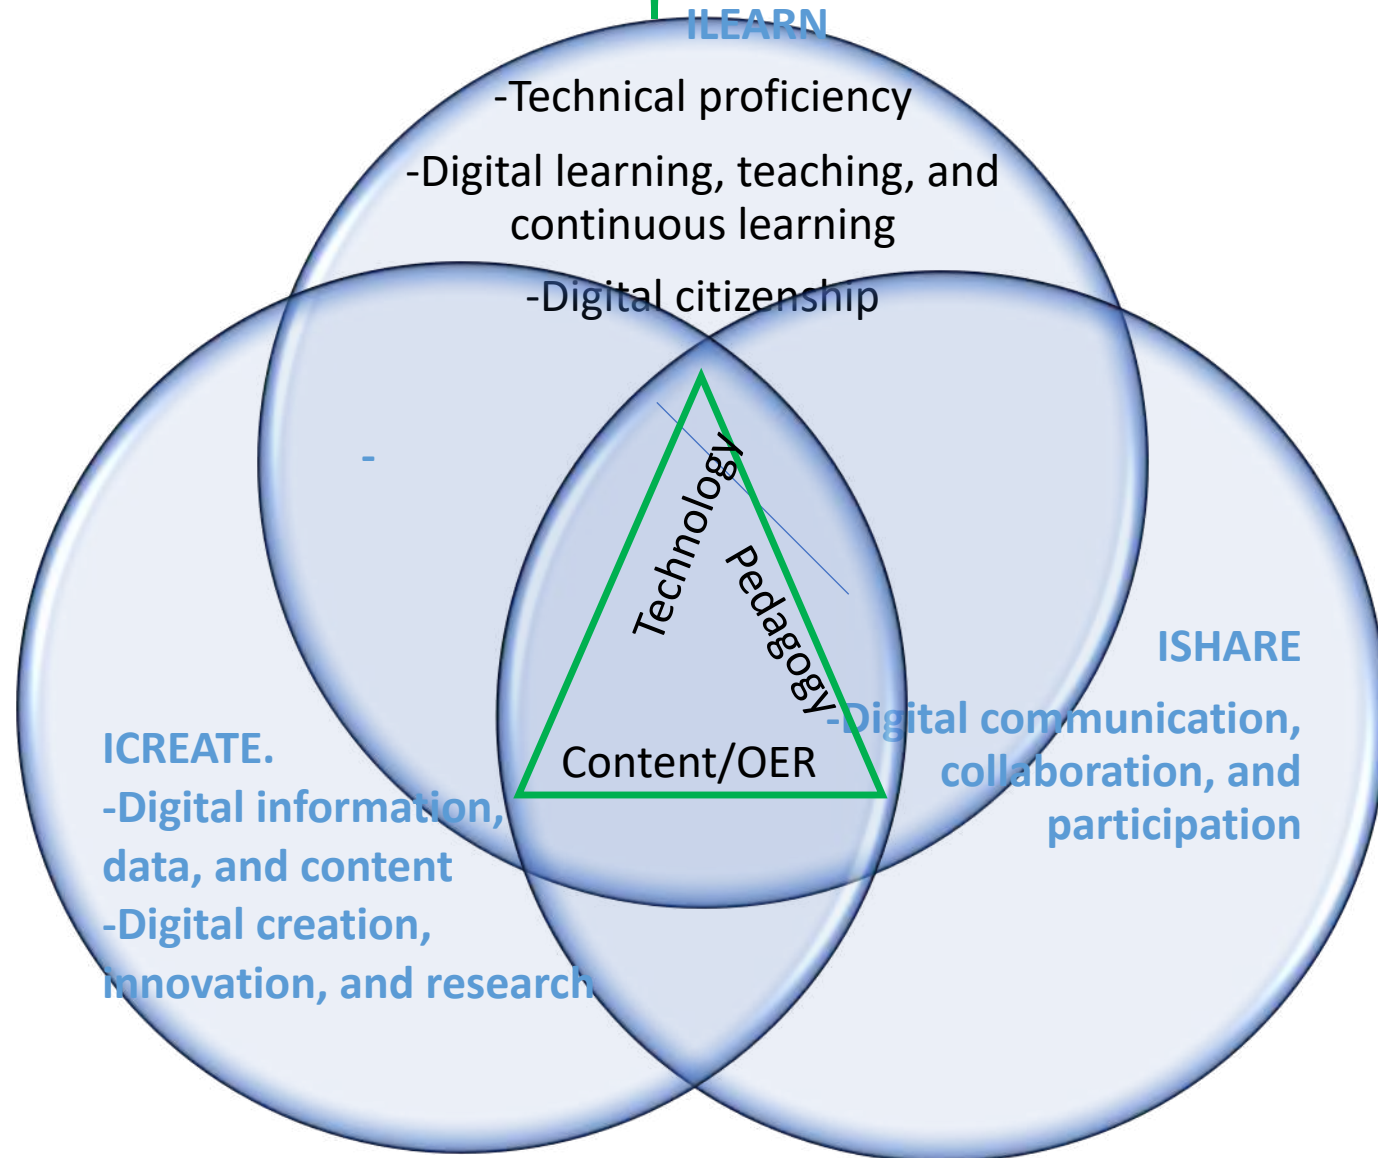 ILEARN
-Technical proficiency
-Digital learning, teaching, and
continuous learning
-Digital citizenship
-
Technology
Pedagogy
Content/OER
ISHARE
-Digital communication,
collaboration, and
participation
ICREATE.
-Digital information,
data, and content
-Digital creation,
innovation, and research